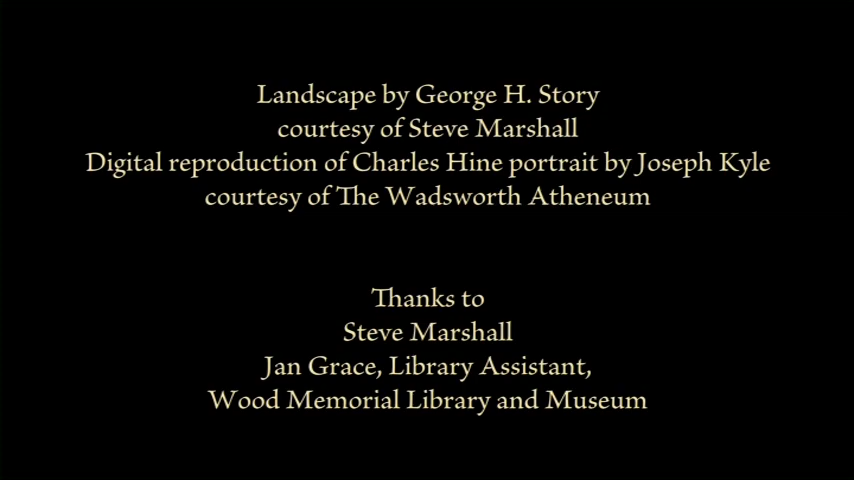 Landscape by George H. Story
courtesy of Steve Marshall
Digital reproduction of Charles Hine portrait by Joseph Kyle
courtesy of The Wadsworth Atheneum
Thanks to
Steve Marshall
Jan Grace, Library Assistant,
Wood Memorial Library and Museum